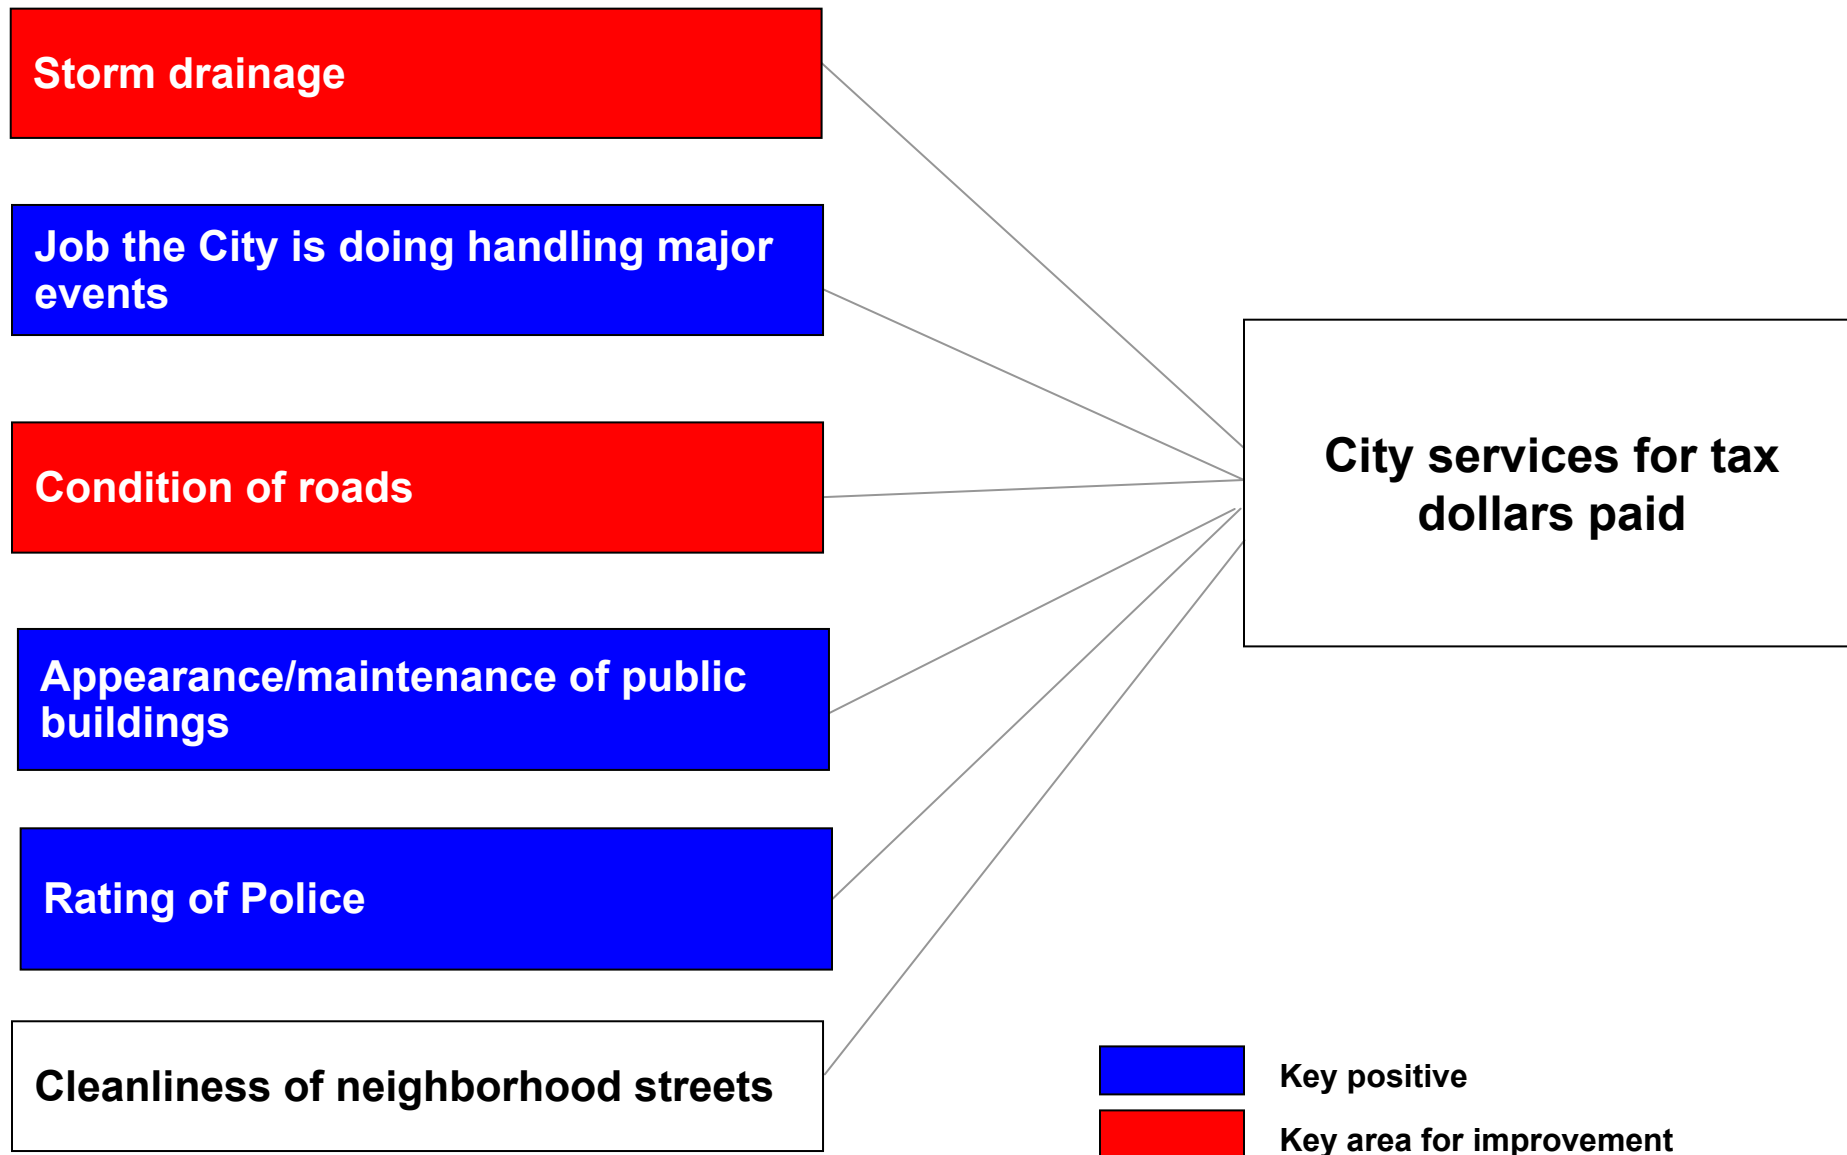 Storm drainage
Job the City is doing handling major
events
Condition of roads
City services for tax
dollars paid
Appearance/maintenance of public
buildings
Rating of Police
Cleanliness of neighborhood streets
Key positive
Key area for improvement